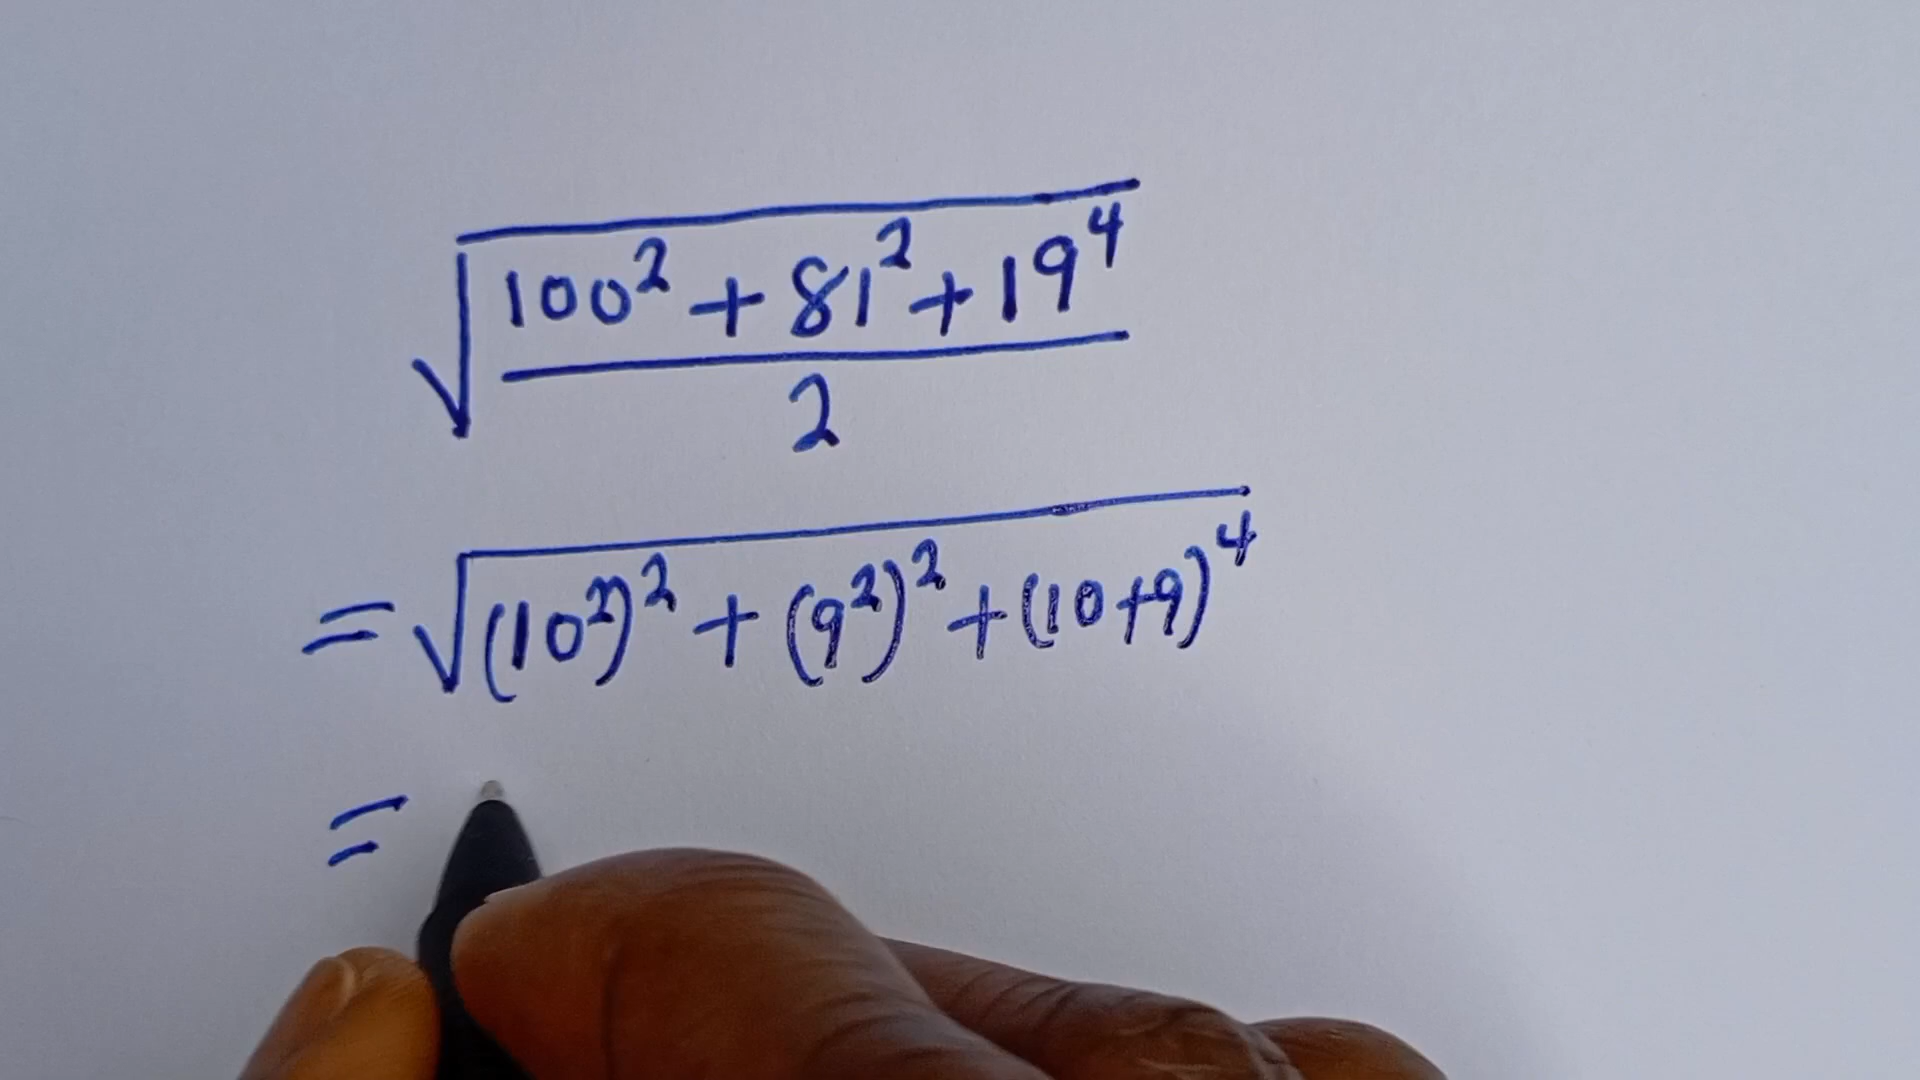 √((100² + 81² + 19⁴)/2)
= √((10²)² + (9²)² + (10+9)⁴)
=